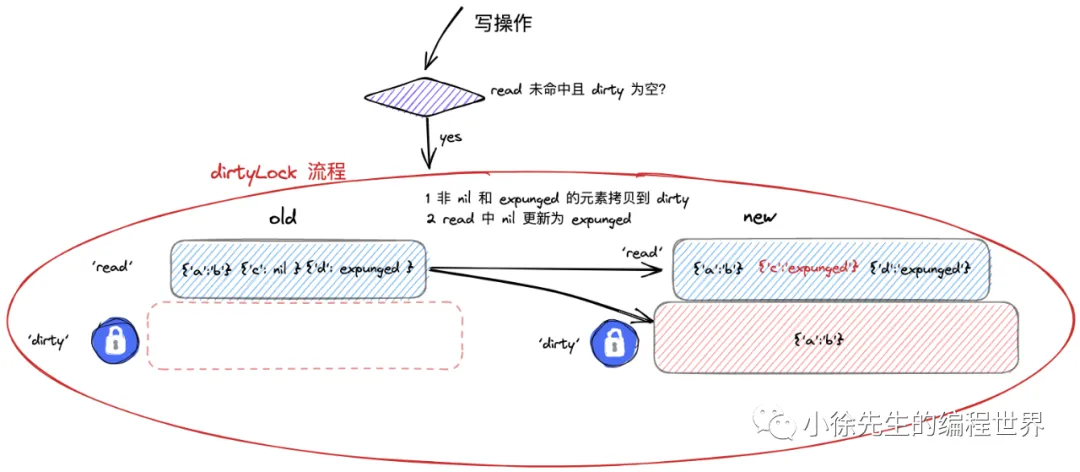 写操作
read 未命中且 dirty 为空?
yes
dirtyLock 流程
1 非 nil 和 expunged 的元素拷贝到 dirty
2 read 中 nil 更新为 expunged
old
new
'read'
{'a':'b'} {'c': nil } {'d': expunged }
'read'
{'a':'b'} {'c':'expunged'} {'d':'expunged'}
'dirty'
'dirty'
{'a':'b'}
小徐先生的编程世界